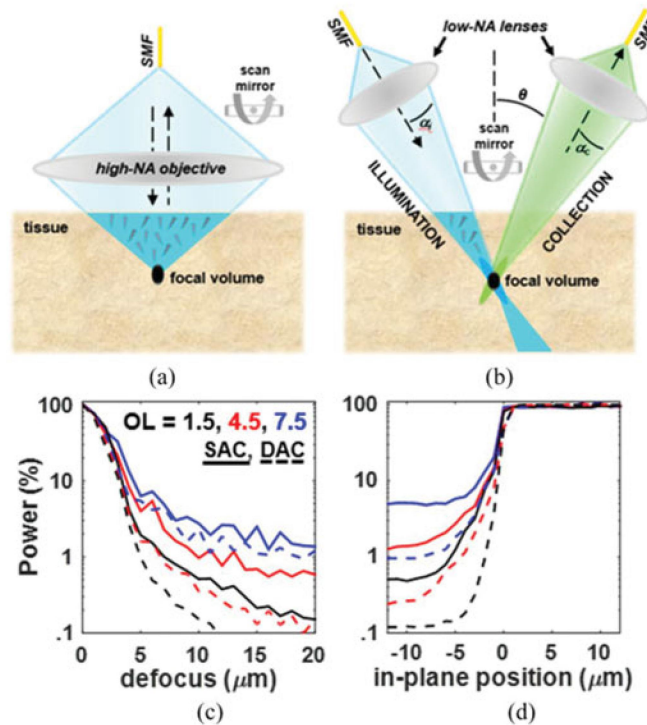 SMF
scan
mirror
high-NA objective
tissue
focal volume
(a)
SMF
low-NA lenses
SMF
θ
scan
mirror
αᵢ
α꜀
ILLUMINATION
COLLECTION
tissue
focal volume
(b)
OL = 1.5, 4.5, 7.5
SAC, DAC
Power (%)
100
10
1
.1
0 5 10 15 20
defocus (μm)
(c)
100
10
1
.1
-10 -5 0 5 10
in-plane position (μm)
(d)